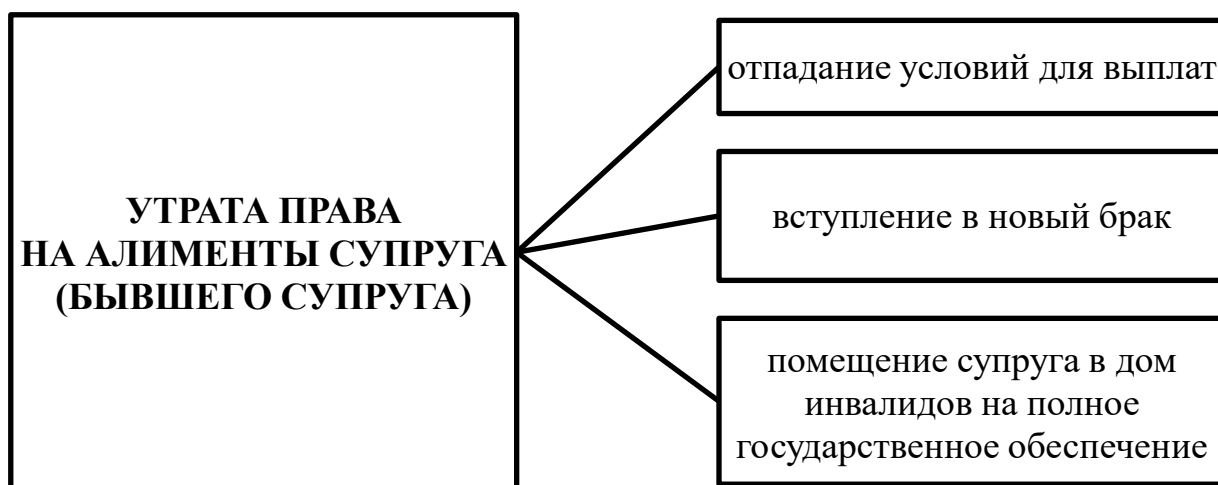 УТРАТА ПРАВА
НА АЛИМЕНТЫ СУПРУГА
(БЫВШЕГО СУПРУГА)
отпадание условий для выплат
вступление в новый брак
помещение супруга в дом
инвалидов на полное
государственное обеспечение